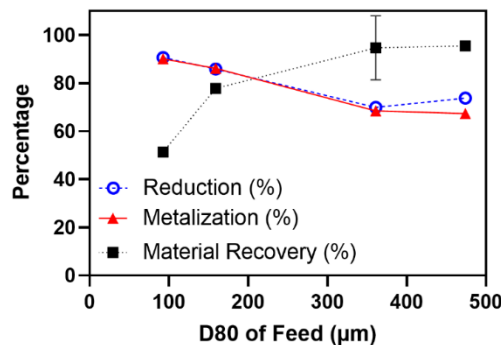 Percentage
100
80
60
40
20
0
Reduction (%)
Metalization (%)
Material Recovery (%)
0
100
200
300
400
500
D80 of Feed (μm)